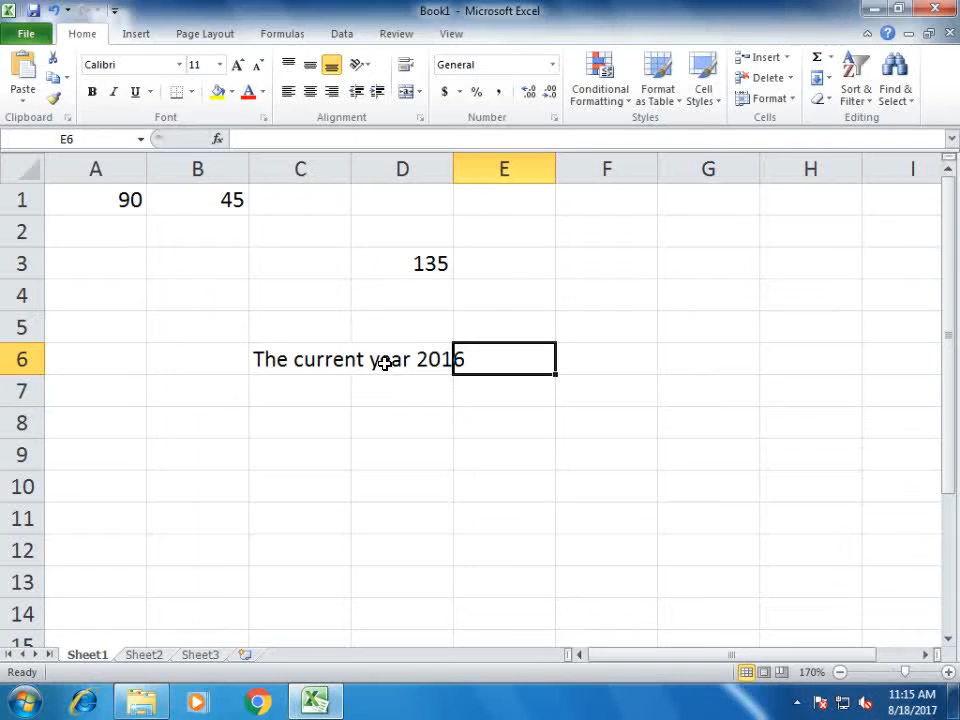 Book1 - Microsoft Excel
File Home Insert Page Layout Formulas Data Review View
Paste
Calibri 11
General
Conditional Formatting
Format as Table
Cell Styles
Insert
Delete
Format
Sort & Filter
Find & Select
B I U
$ % ,
Clipboard Font Alignment Number Styles Cells Editing
E6 fx
A B C D E F G H I
1 90 45
2
3 135
4
5
6 The current year 2016
7
8
9
10
11
12
13
14
15
Sheet1 Sheet2 Sheet3
Ready 170%
11:15 AM
8/18/2017